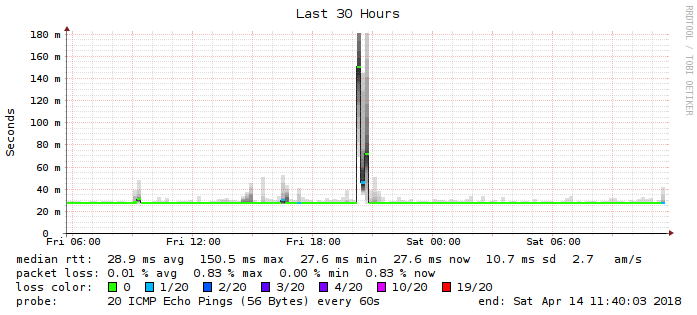 Last 30 Hours
RRDTOOL / TOBI OETIKER
Seconds
180 m
160 m
140 m
120 m
100 m
80 m
60 m
40 m
20 m
0
Fri 06:00 Fri 12:00 Fri 18:00 Sat 00:00 Sat 06:00
median rtt: 28.9 ms avg 150.5 ms max 27.6 ms min 27.6 ms now 10.7 ms sd 2.7 am/s
packet loss: 0.01 % avg 0.83 % max 0.00 % min 0.83 % now
loss color: 0 1/20 2/20 3/20 4/20 10/20 19/20
probe: 20 ICMP Echo Pings (56 Bytes) every 60s end: Sat Apr 14 11:40:03 2018